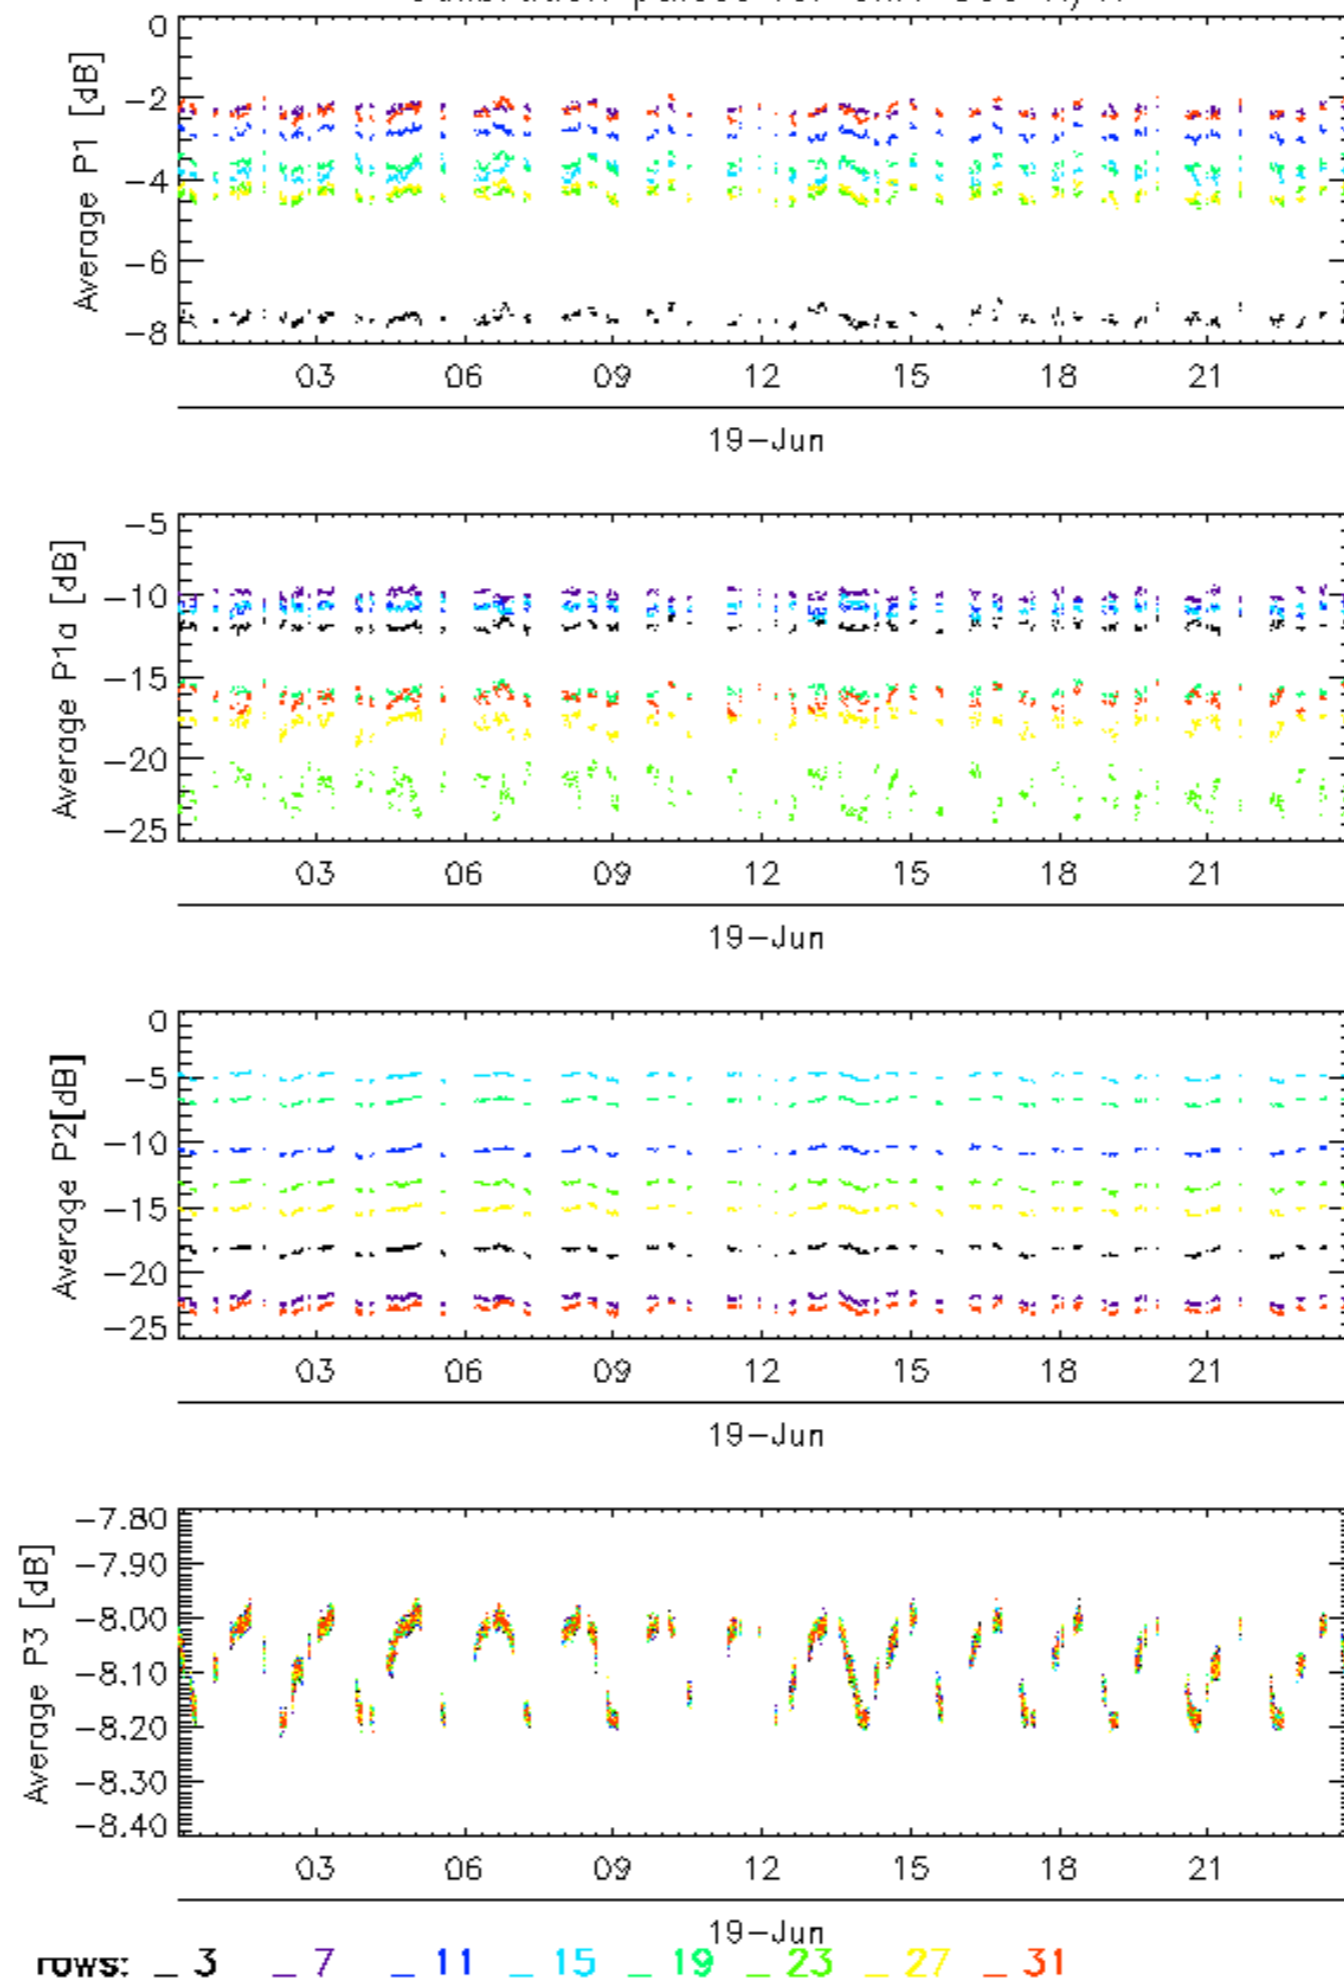 0
Average P1 [dB]
−2
−4
−6
−8
03 06 09 12 15 18 21
19−Jun
−5
Average P1a [dB]
−10
−15
−20
−25
03 06 09 12 15 18 21
19−Jun
0
Average P2[dB]
−5
−10
−15
−20
−25
03 06 09 12 15 18 21
19−Jun
−7.80
Average P3 [dB]
−7.90
−8.00
−8.10
−8.20
−8.30
−8.40
03 06 09 12 15 18 21
19−Jun
rows: _ 3 _ 7 _ 11 _ 15 _ 19 _ 23 _ 27 _ 31